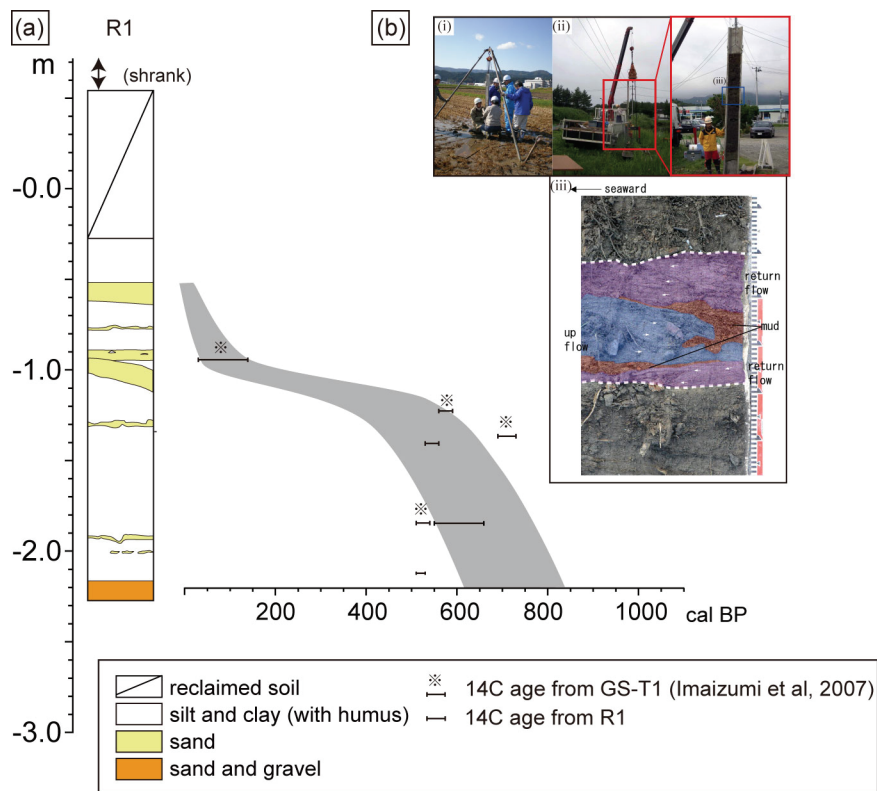 (a)
R1
m
(shrank)
-0.0
-1.0
-2.0
-3.0
200
400
600
800
1000
cal BP
※
※
※
※
(b)
(i)
(ii)
(iii)
(iii)
seaward
return
flow
mud
up
flow
return
flow
reclaimed soil
silt and clay (with humus)
sand
sand and gravel
※
14C age from GS-T1 (Imaizumi et al, 2007)
14C age from R1